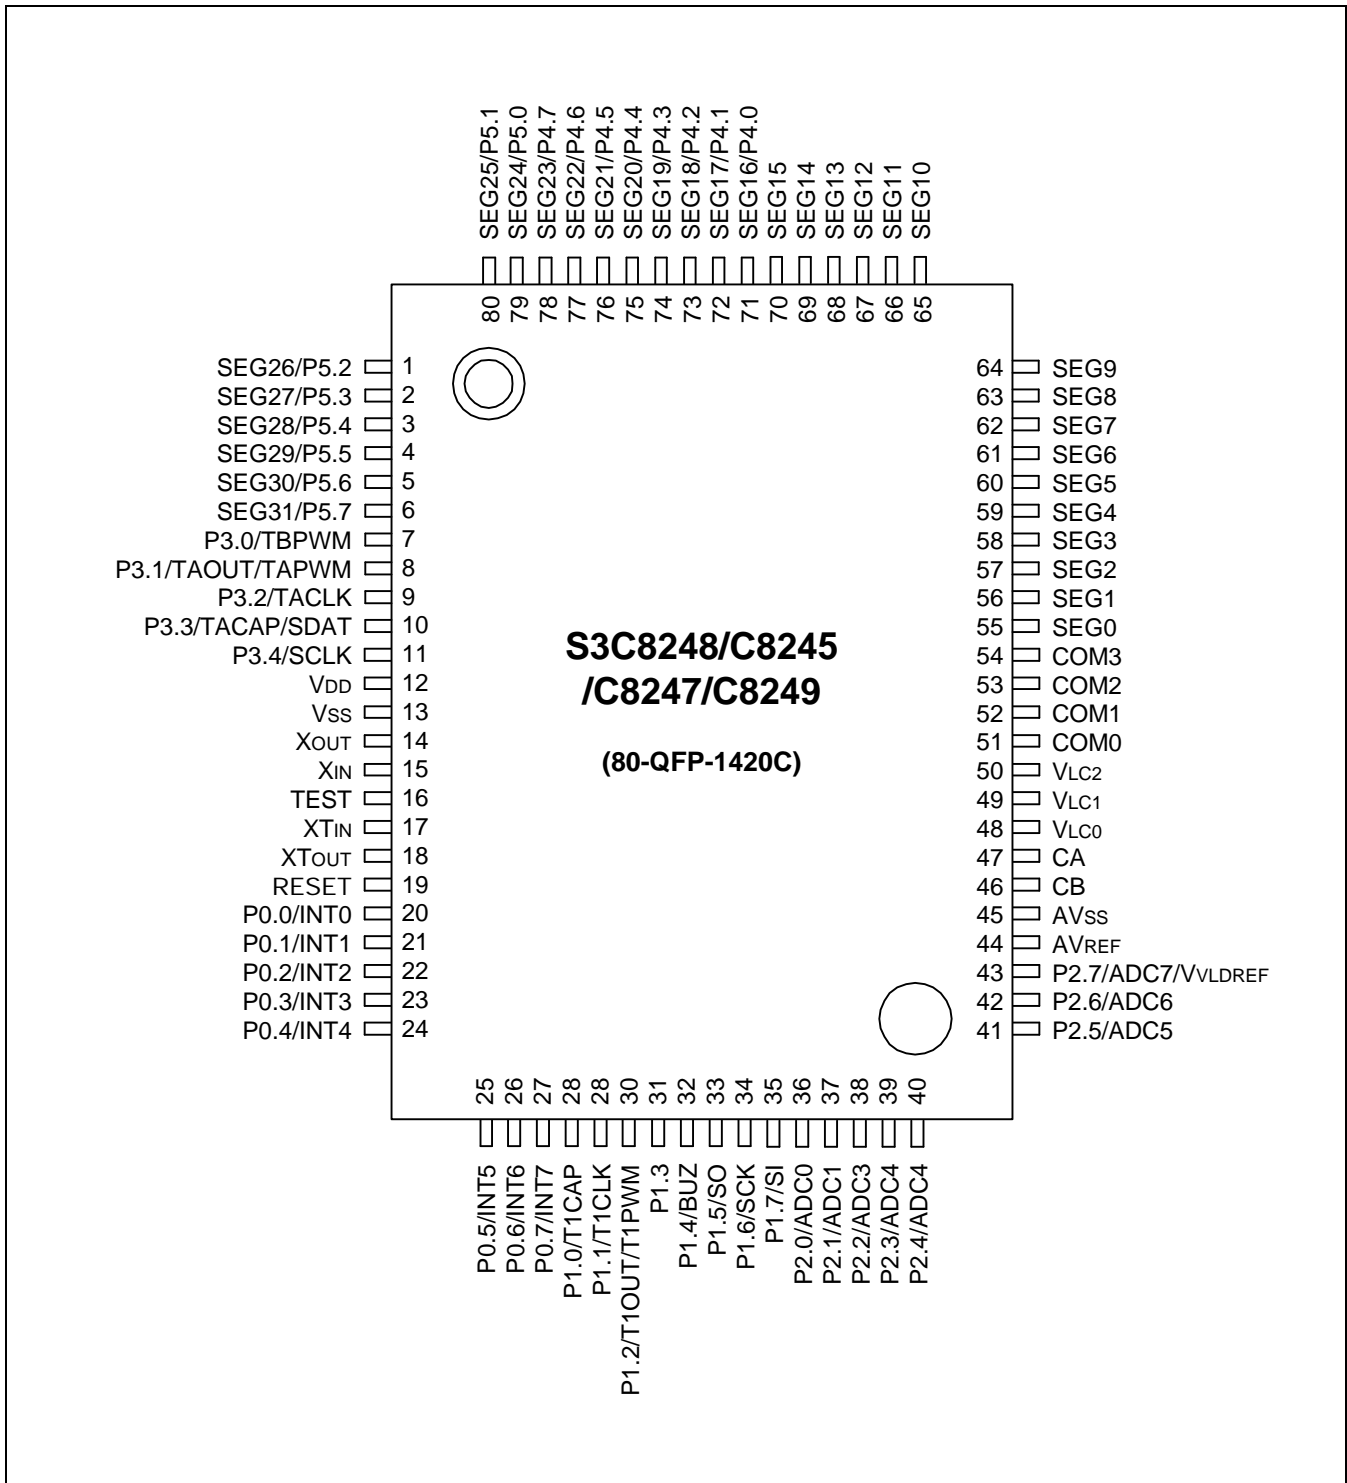 SEG25/P5.1
SEG24/P5.0
SEG23/P4.7
SEG22/P4.6
SEG21/P4.5
SEG20/P4.4
SEG19/P4.3
SEG18/P4.2
SEG17/P4.1
SEG16/P4.0
SEG15
SEG14
SEG13
SEG12
SEG11
SEG10
80
79
78
77
76
75
74
73
72
71
70
69
68
67
66
65
SEG26/P5.2 1
SEG27/P5.3 2
SEG28/P5.4 3
SEG29/P5.5 4
SEG30/P5.6 5
SEG31/P5.7 6
P3.0/TBPWM 7
P3.1/TAOUT/TAPWM 8
P3.2/TACLK 9
P3.3/TACAP/SDAT 10
P3.4/SCLK 11
VDD 12
VSS 13
XOUT 14
XIN 15
TEST 16
XTIN 17
XTOUT 18
RESET 19
P0.0/INT0 20
P0.1/INT1 21
P0.2/INT2 22
P0.3/INT3 23
P0.4/INT4 24
S3C8248/C8245
/C8247/C8249
(80-QFP-1420C)
64 SEG9
63 SEG8
62 SEG7
61 SEG6
60 SEG5
59 SEG4
58 SEG3
57 SEG2
56 SEG1
55 SEG0
54 COM3
53 COM2
52 COM1
51 COM0
50 VLC2
49 VLC1
48 VLC0
47 CA
46 CB
45 AVSS
44 AVREF
43 P2.7/ADC7/VVLDREF
42 P2.6/ADC6
41 P2.5/ADC5
25
26
27
28
28
30
31
32
33
34
35
36
37
38
39
40
P0.5/INT5
P0.6/INT6
P0.7/INT7
P1.0/T1CAP
P1.1/T1CLK
P1.2/T1OUT/T1PWM
P1.3
P1.4/BUZ
P1.5/SO
P1.6/SCK
P1.7/SI
P2.0/ADC0
P2.1/ADC1
P2.2/ADC3
P2.3/ADC4
P2.4/ADC4